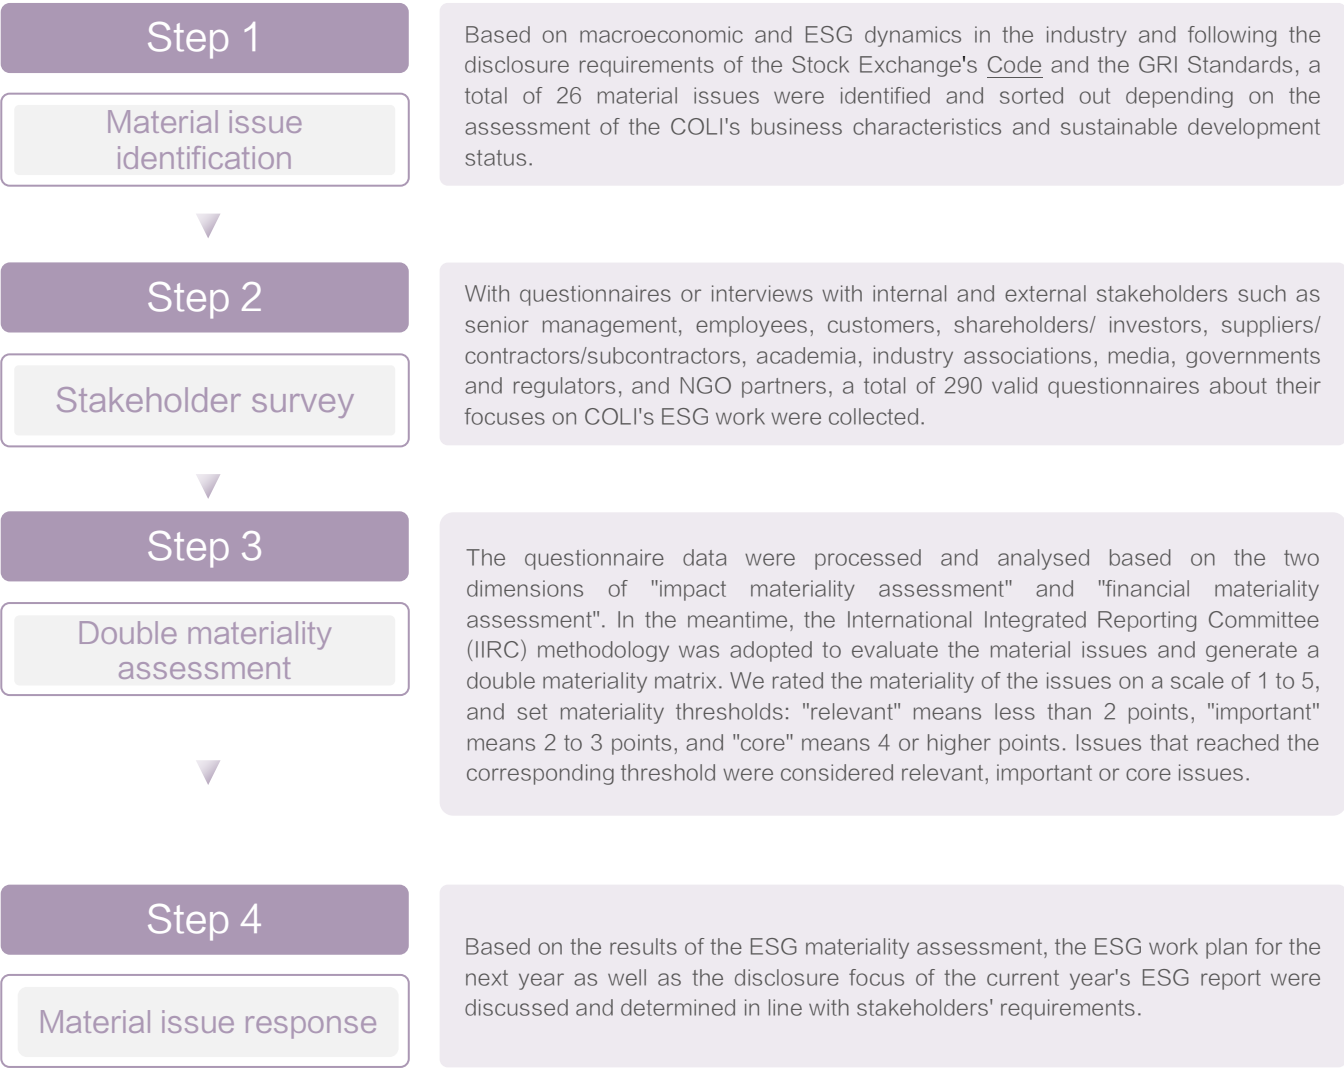 Step 1
Material issue
identification
Based on macroeconomic and ESG dynamics in the industry and following the
disclosure requirements of the Stock Exchange's Code and the GRI Standards, a
total of 26 material issues were identified and sorted out depending on the
assessment of the COLI's business characteristics and sustainable development
status.
Step 2
Stakeholder survey
With questionnaires or interviews with internal and external stakeholders such as
senior management, employees, customers, shareholders/ investors, suppliers/
contractors/subcontractors, academia, industry associations, media, governments
and regulators, and NGO partners, a total of 290 valid questionnaires about their
focuses on COLI's ESG work were collected.
Step 3
Double materiality
assessment
The questionnaire data were processed and analysed based on the two
dimensions of "impact materiality assessment" and "financial materiality
assessment". In the meantime, the International Integrated Reporting Committee
(IIRC) methodology was adopted to evaluate the material issues and generate a
double materiality matrix. We rated the materiality of the issues on a scale of 1 to 5,
and set materiality thresholds: "relevant" means less than 2 points, "important"
means 2 to 3 points, and "core" means 4 or higher points. Issues that reached the
corresponding threshold were considered relevant, important or core issues.
Step 4
Material issue response
Based on the results of the ESG materiality assessment, the ESG work plan for the
next year as well as the disclosure focus of the current year's ESG report were
discussed and determined in line with stakeholders' requirements.